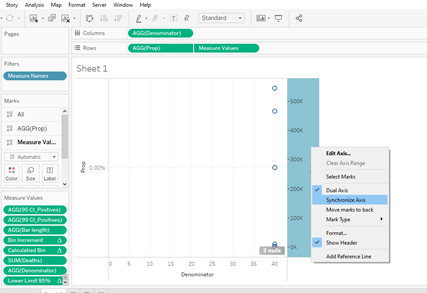 Story Analysis Map Format Server Window Help
Standard
Pages
Columns AGG(Denominator)
Rows AGG(Prop) Measure Values
Filters
Measure Names
Sheet 1
Marks
All
AGG(Prop)
Measure Val...
Automatic
Color Size Label
Measure Values
AGG(95 CI_Postives)
AGG(99 CI_Positives)
AGG(Bar length)
Bin Increment Δ
Calculated Bin Δ
SUM(Deaths)
AGG(Denominator)
Lower Limit 95% Δ
Prop
0.00%
500K
400K
300K
200K
100K
0K
3 nulls
0 5 10 15 20 25 30 35 40
Denominator
Edit Axis...
Clear Axis Range
Select Marks
Dual Axis
Synchronize Axis
Move marks to back
Mark Type
Format...
Show Header
Add Reference Line